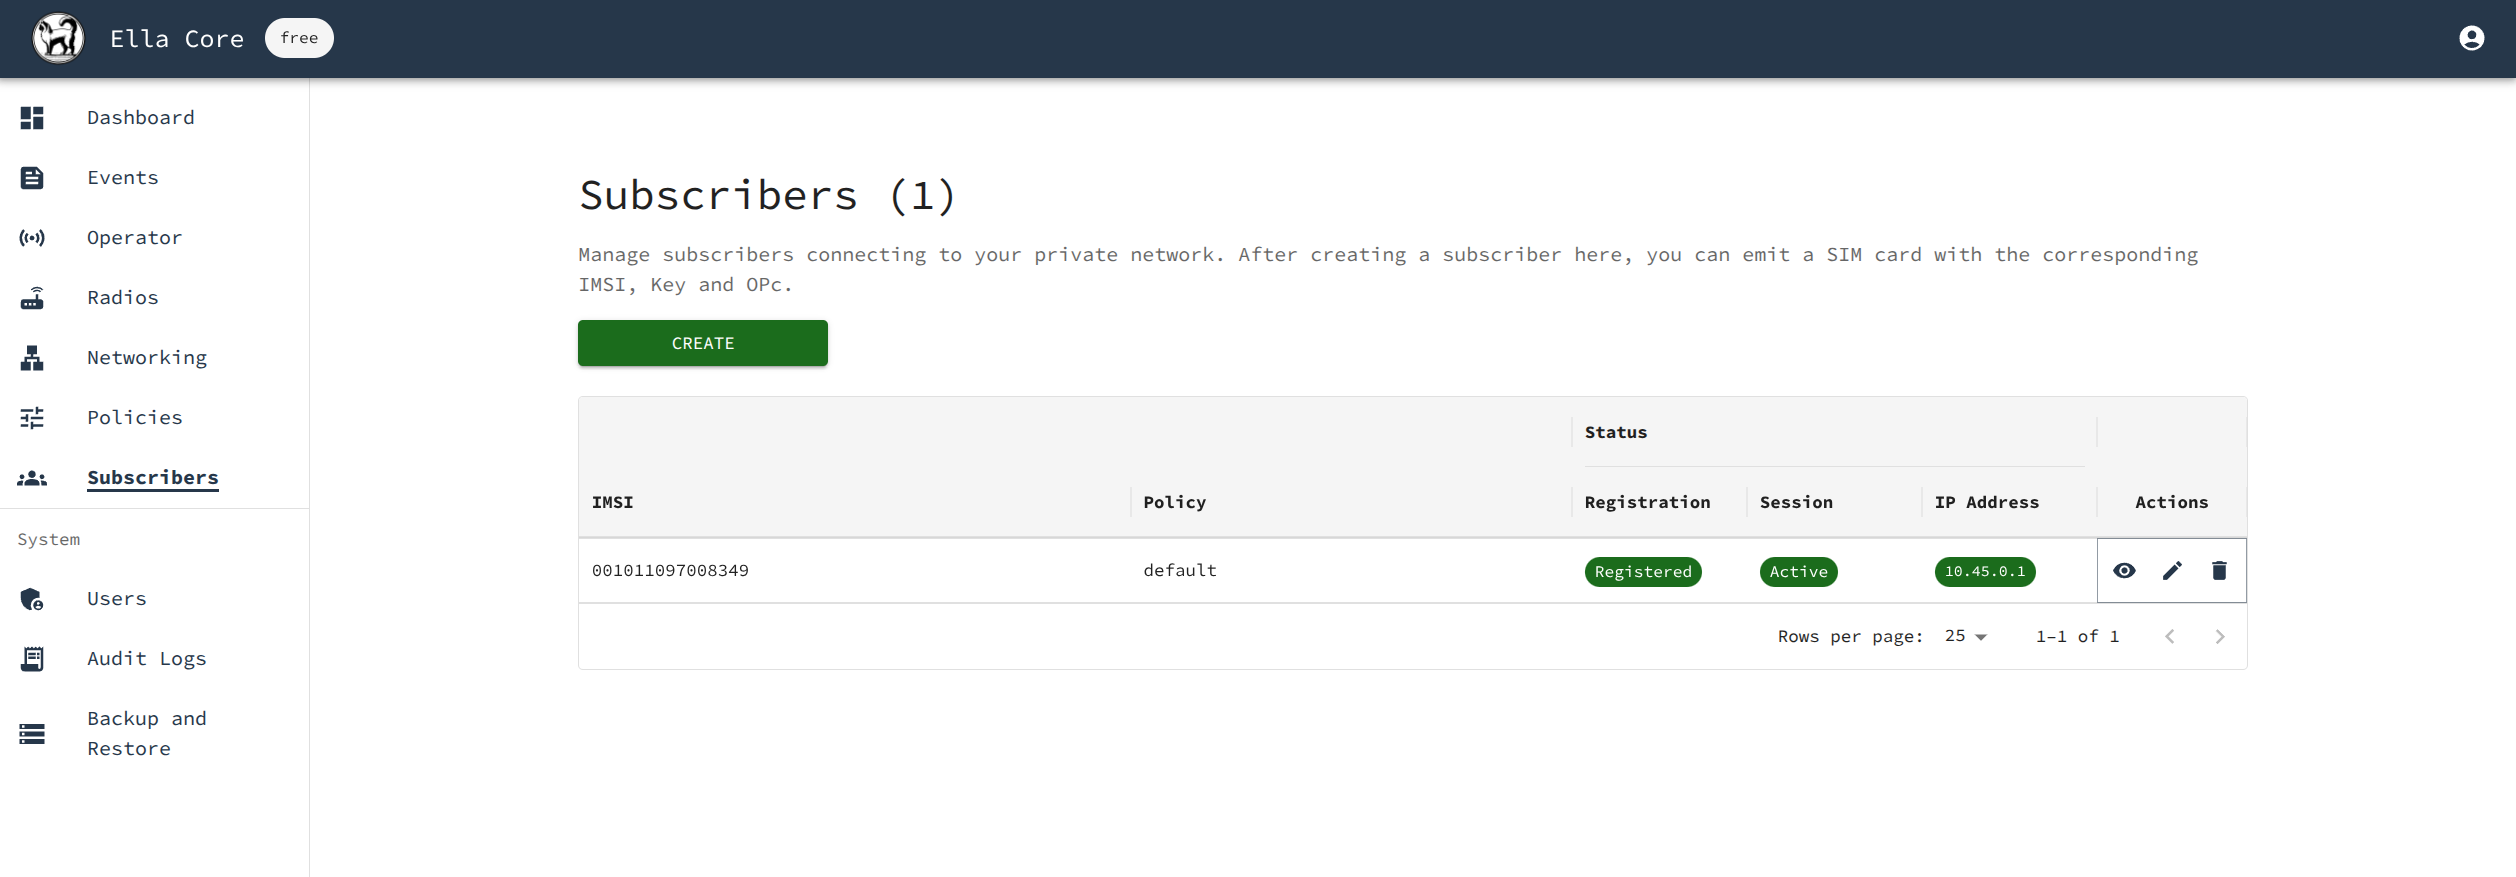 Ella Core free
Dashboard
Events
Operator
Radios
Networking
Policies
Subscribers
System
Users
Audit Logs
Backup and
Restore
Subscribers (1)
Manage subscribers connecting to your private network. After creating a subscriber here, you can emit a SIM card with the corresponding
IMSI, Key and OPc.
CREATE
Status
IMSI Policy Registration Session IP Address Actions
001011097008349 default Registered Active 10.45.0.1
Rows per page: 25 1–1 of 1